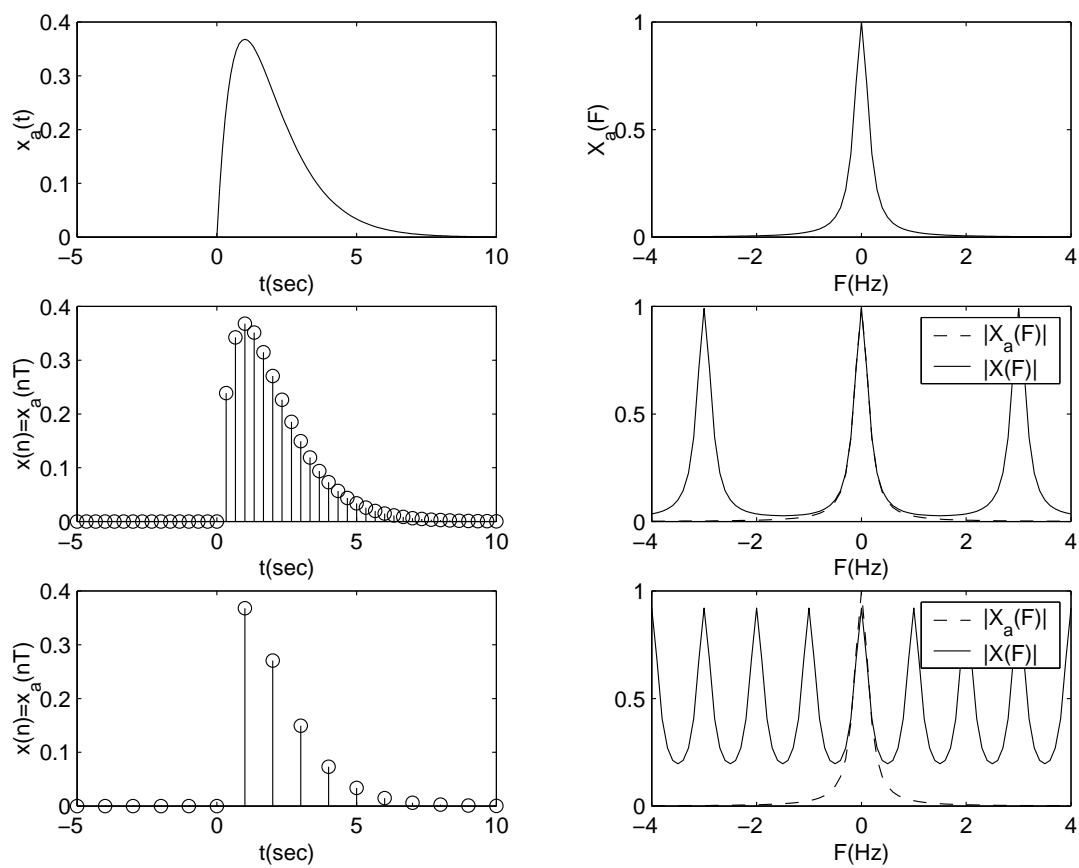 0.4
0.3
0.2
0.1
0
x_a(t)
−5 0 5 10
t(sec)
1
0.5
0
X_a(F)
−4 −2 0 2 4
F(Hz)
0.4
0.3
0.2
0.1
0
x(n)=x_a(nT)
−5 0 5 10
t(sec)
1
0.5
0
|X_a(F)|
|X(F)|
−4 −2 0 2 4
F(Hz)
0.4
0.3
0.2
0.1
0
x(n)=x_a(nT)
−5 0 5 10
t(sec)
1
0.5
0
|X_a(F)|
|X(F)|
−4 −2 0 2 4
F(Hz)